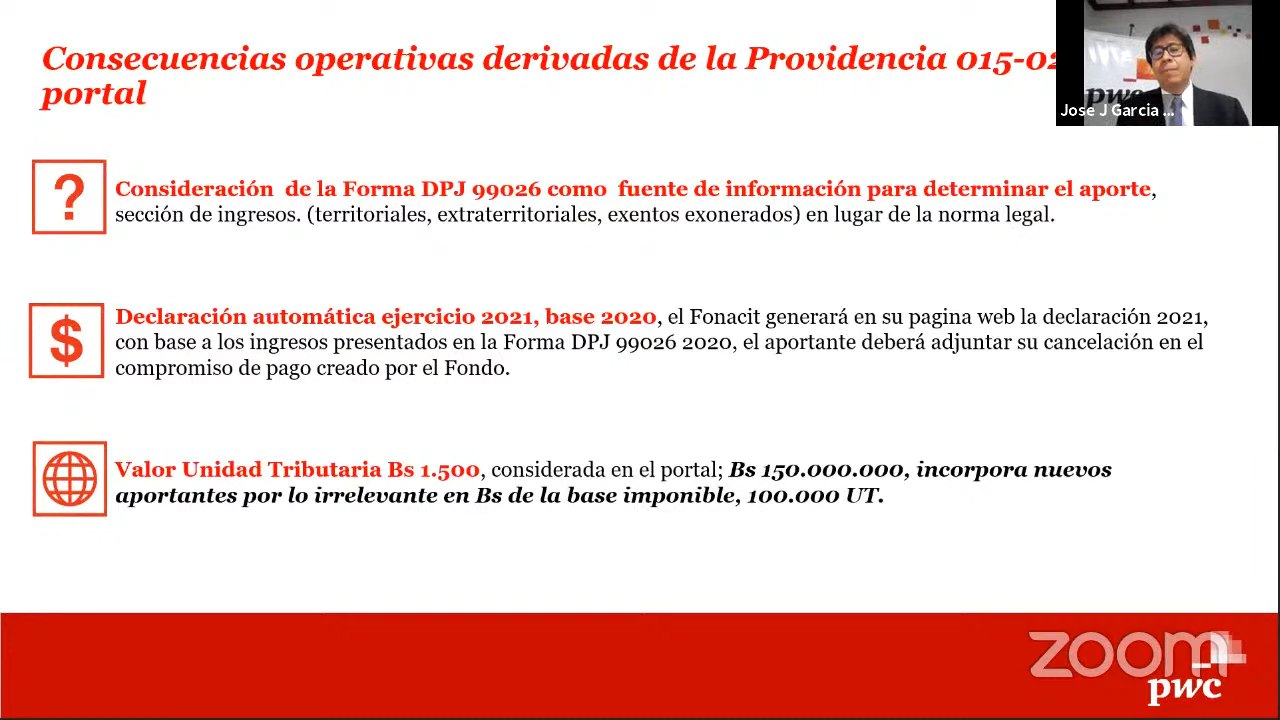 Consecuencias operativas derivadas de la Providencia 015-02
portal
pwc
Jose J Garcia ...
?
Consideración de la Forma DPJ 99026 como fuente de información para determinar el aporte,
sección de ingresos. (territoriales, extraterritoriales, exentos exonerados) en lugar de la norma legal.
$
Declaración automática ejercicio 2021, base 2020, el Fonacit generará en su pagina web la declaración 2021,
con base a los ingresos presentados en la Forma DPJ 99026 2020, el aportante deberá adjuntar su cancelación en el
compromiso de pago creado por el Fondo.
Valor Unidad Tributaria Bs 1.500, considerada en el portal; Bs 150.000.000, incorpora nuevos
aportantes por lo irrelevante en Bs de la base imponible, 100.000 UT.
zoom
pwc